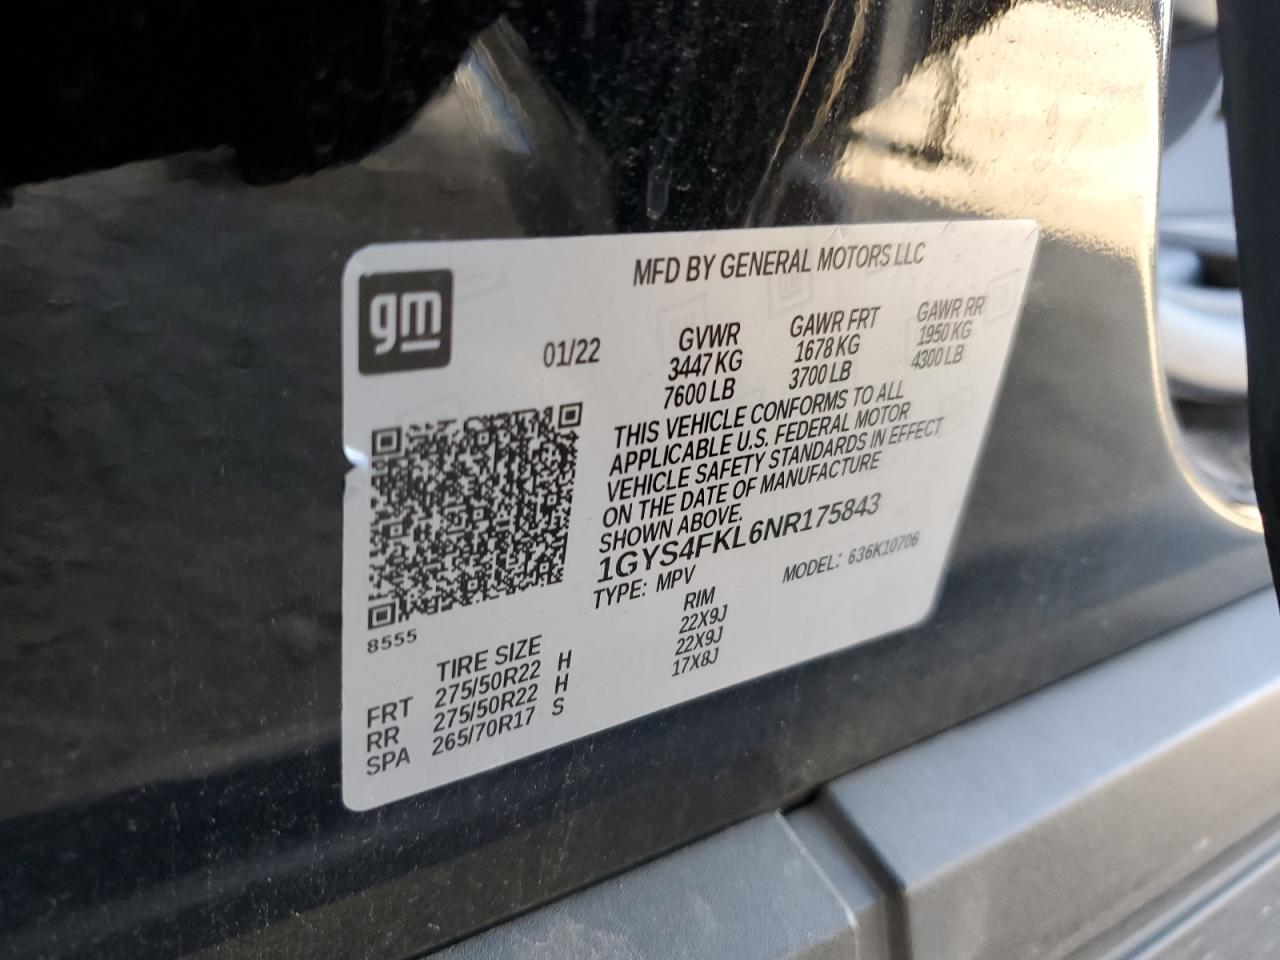 gm
MFD BY GENERAL MOTORS LLC
01/22 GVWR GAWR FRT GAWR RR
3447 KG 1678 KG 1950 KG
7600 LB 3700 LB 4300 LB
THIS VEHICLE CONFORMS TO ALL
APPLICABLE U.S. FEDERAL MOTOR
VEHICLE SAFETY STANDARDS IN EFFECT
ON THE DATE OF MANUFACTURE
SHOWN ABOVE.
1GYS4FKL6NR175843
TYPE: MPV MODEL: 636K10706
8555
TIRE SIZE RIM
FRT 275/50R22 H 22X9J
RR 275/50R22 H 22X9J
SPA 265/70R17 S 17X8J